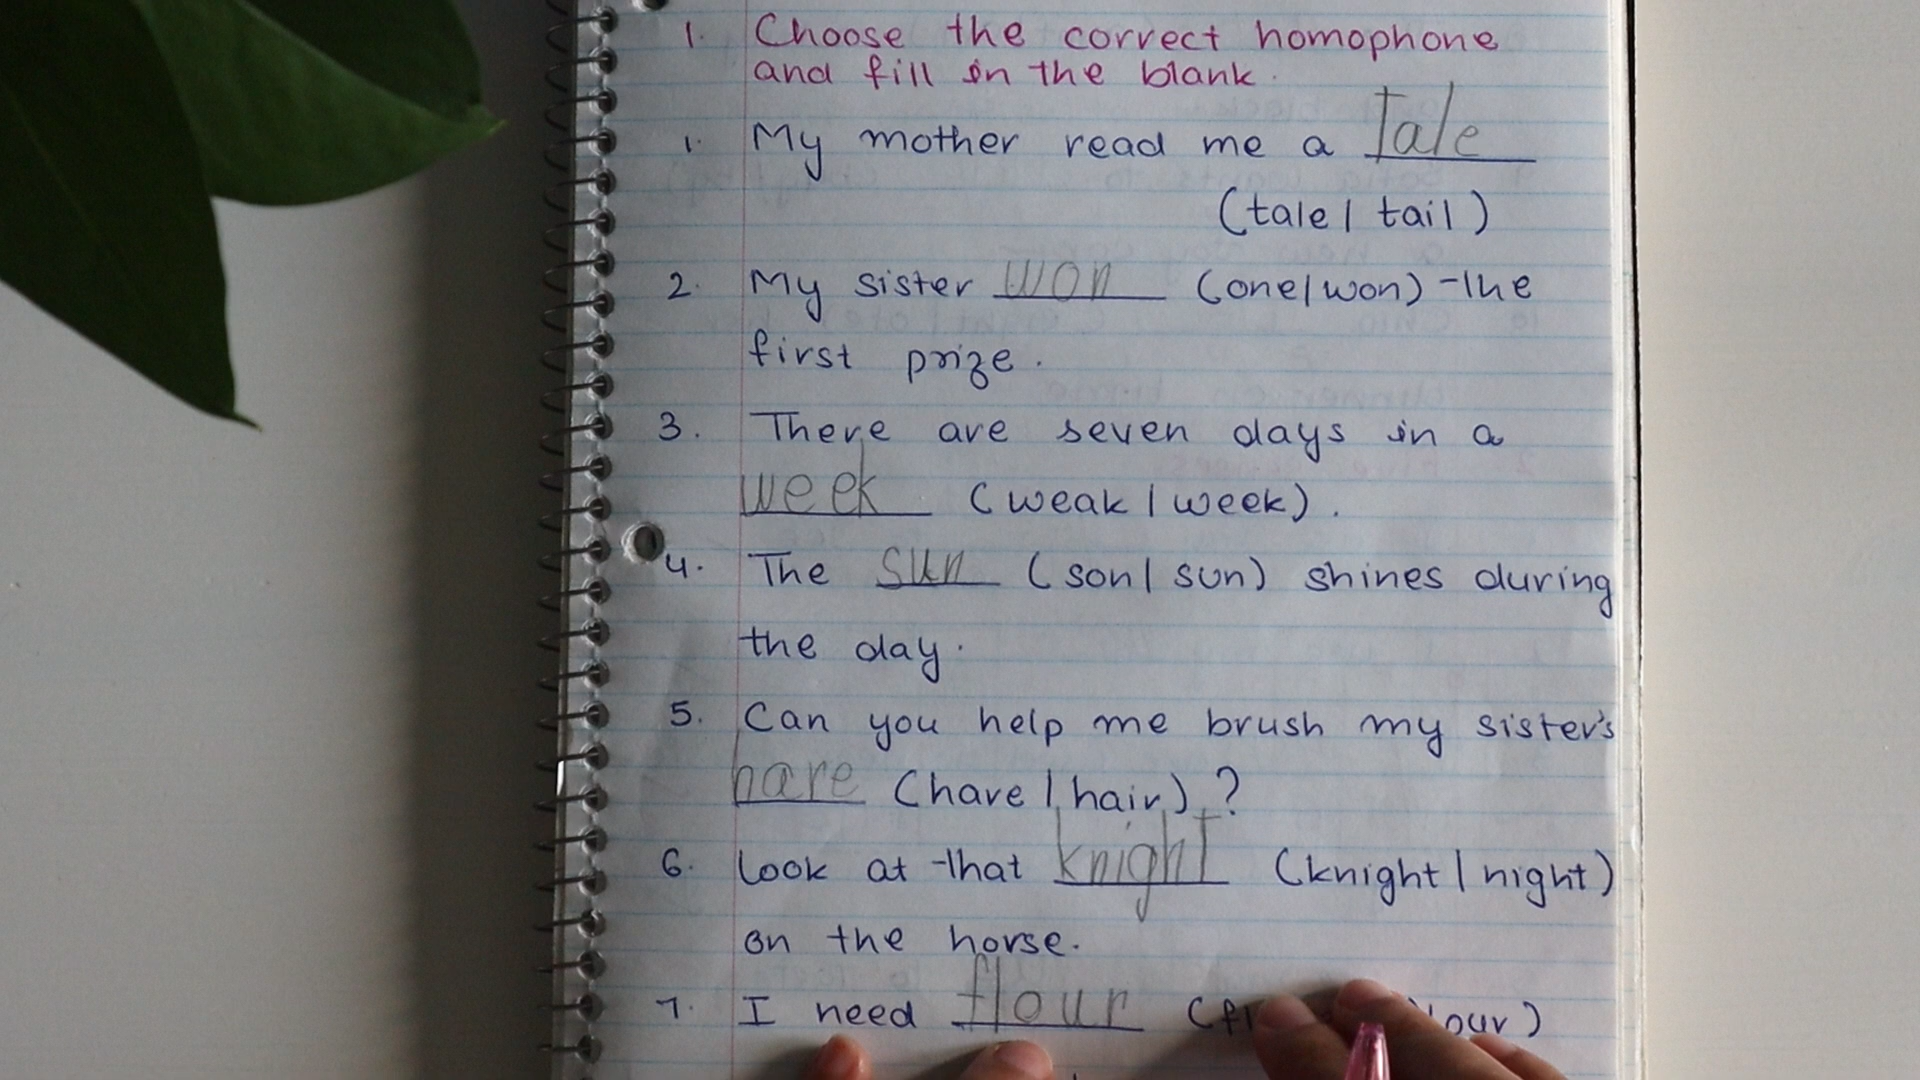 1. Choose the correct homophone
and fill in the blank.
1. My mother read me a tale
(tale / tail)
2. My sister won (one / won) the
first prize.
3. There are seven days in a
week (weak / week).
4. The sun (son / sun) shines during
the day.
5. Can you help me brush my sister's
hare (hare / hair) ?
6. Look at that knight (knight / night)
on the horse.
7. I need flour